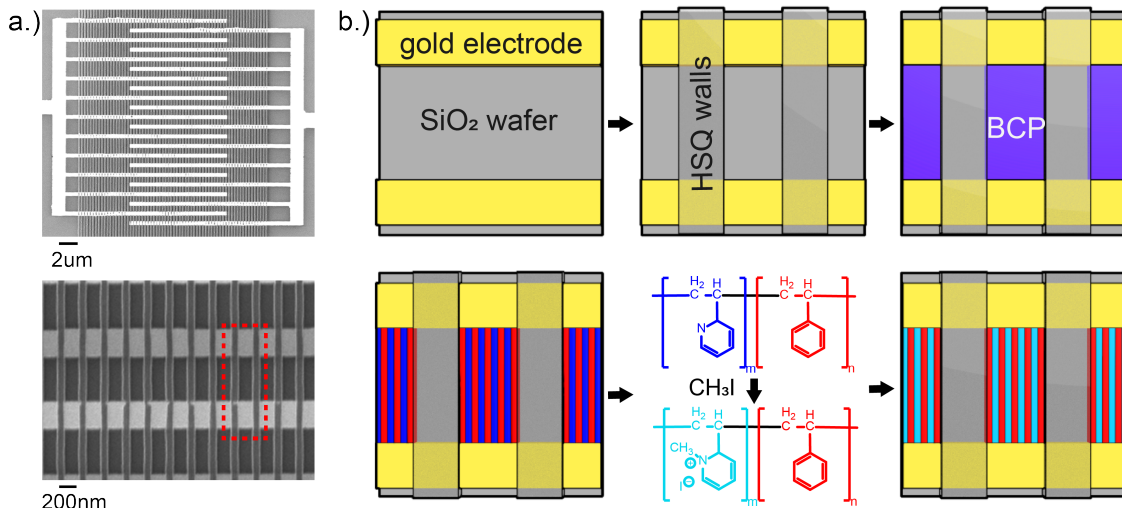 a.)
2um
200nm
b.)
gold electrode
SiO₂ wafer
HSQ walls
BCP
H₂ H H₂
C C C C
N
m n
CH₃I
H₂ H H₂ H
C C C C
CH₃
N
+
I
−
m n